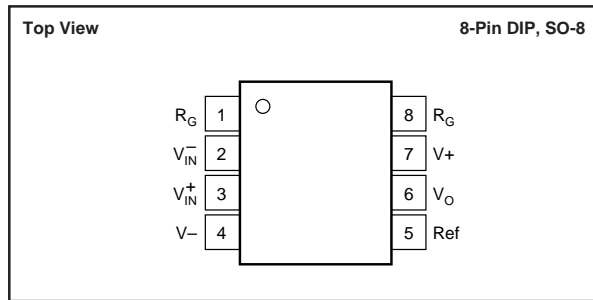 Top View 8-Pin DIP, SO-8
R_G 1 8 R_G
V_IN^– 2 7 V+
V_IN^+ 3 6 V_O
V– 4 5 Ref